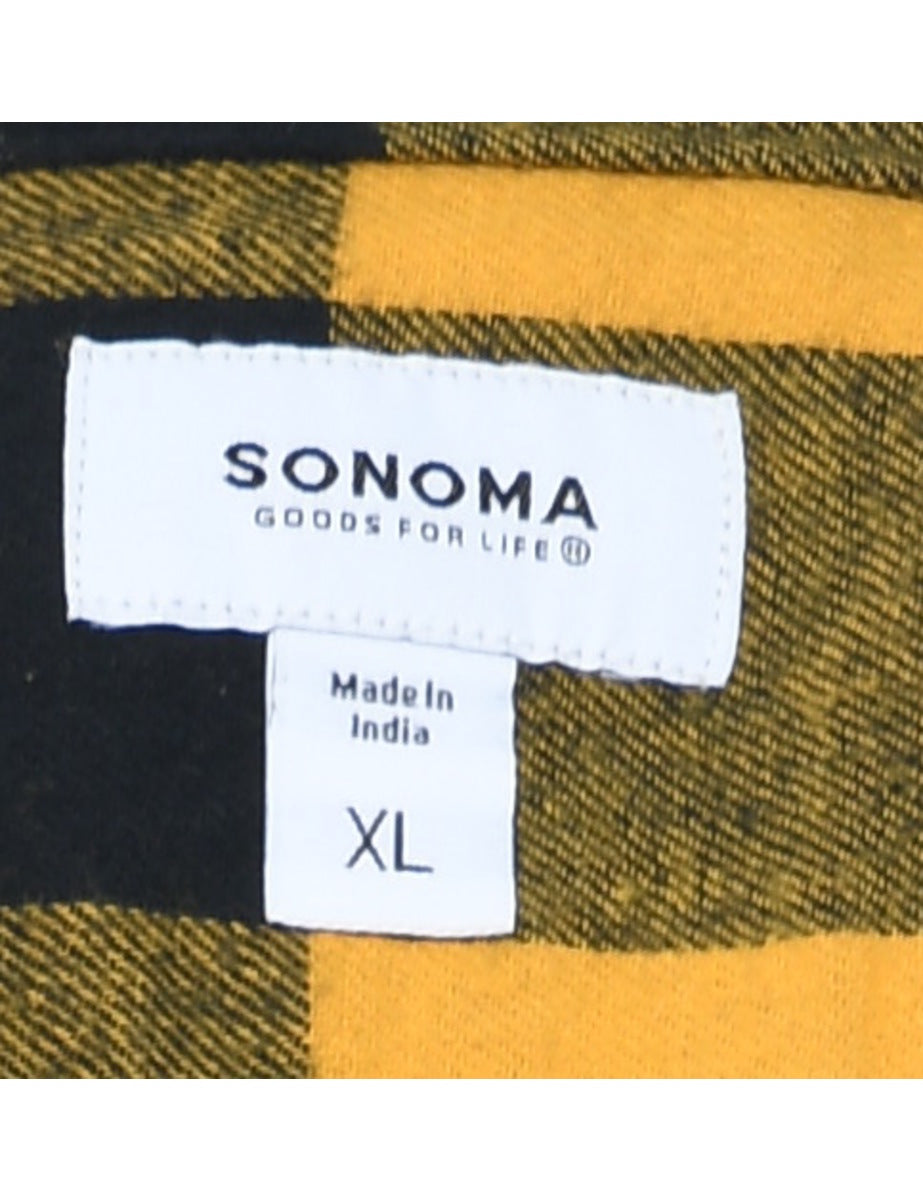 SONOMA
GOODS FOR LIFE ®
Made In
India
XL